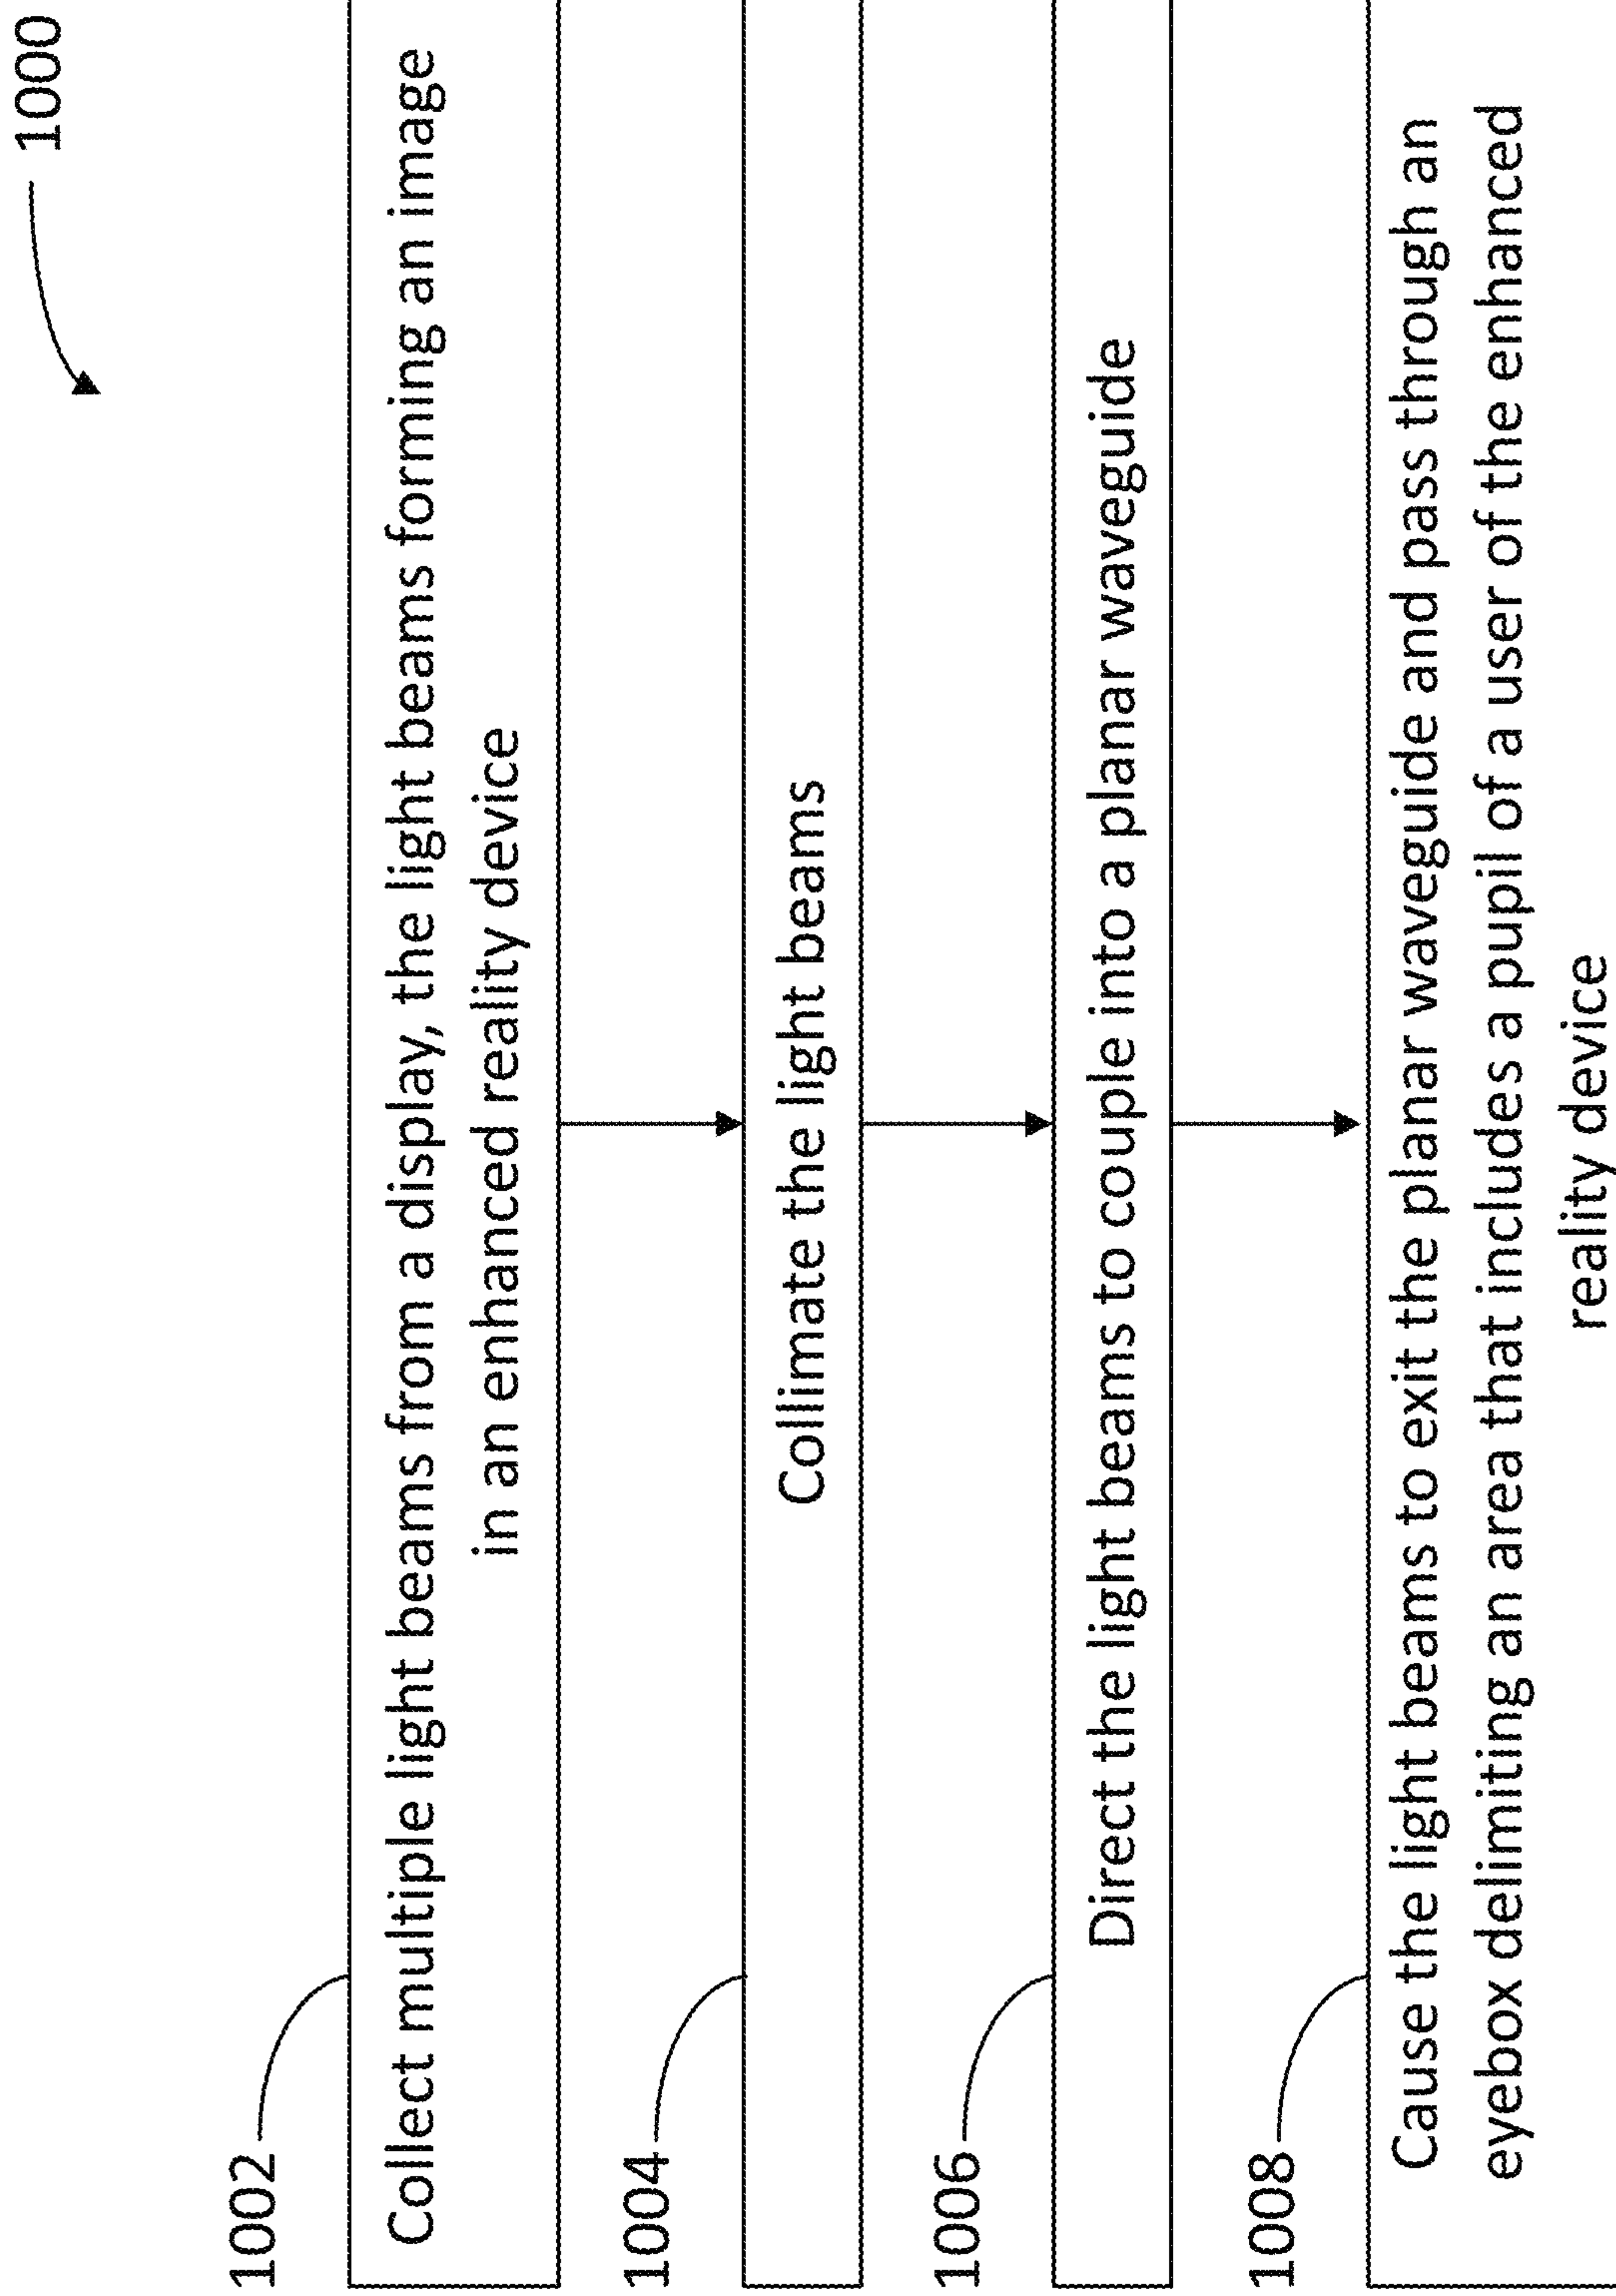 1000
1002
Collect multiple light beams from a display, the light beams forming an image
in an enhanced reality device
1004
Collimate the light beams
1006
Direct the light beams to couple into a planar waveguide
1008
Cause the light beams to exit the planar waveguide and pass through an
eyebox delimiting an area that includes a pupil of a user of the enhanced
reality device